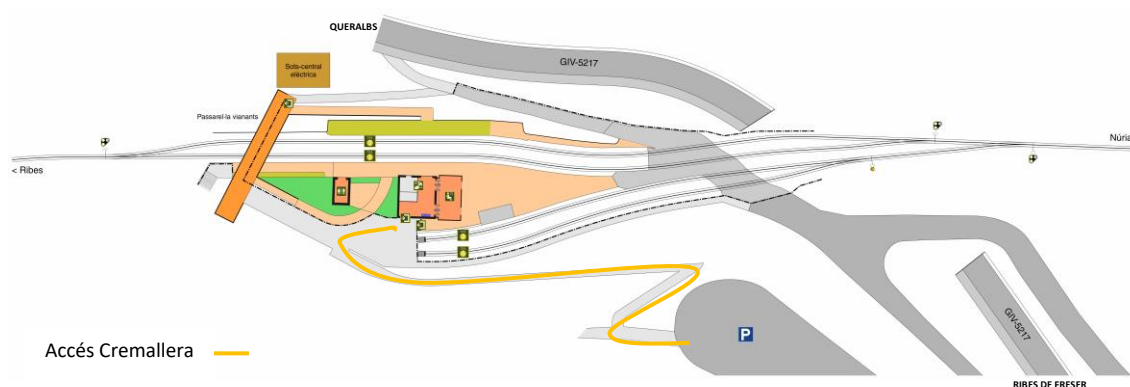 QUERALBS
GIV-5217
Sots-central
elèctrica
Passarel·la vianants
Núria
< Ribes
GIV-5217
P
Accés Cremallera
RIBES DE FRESER